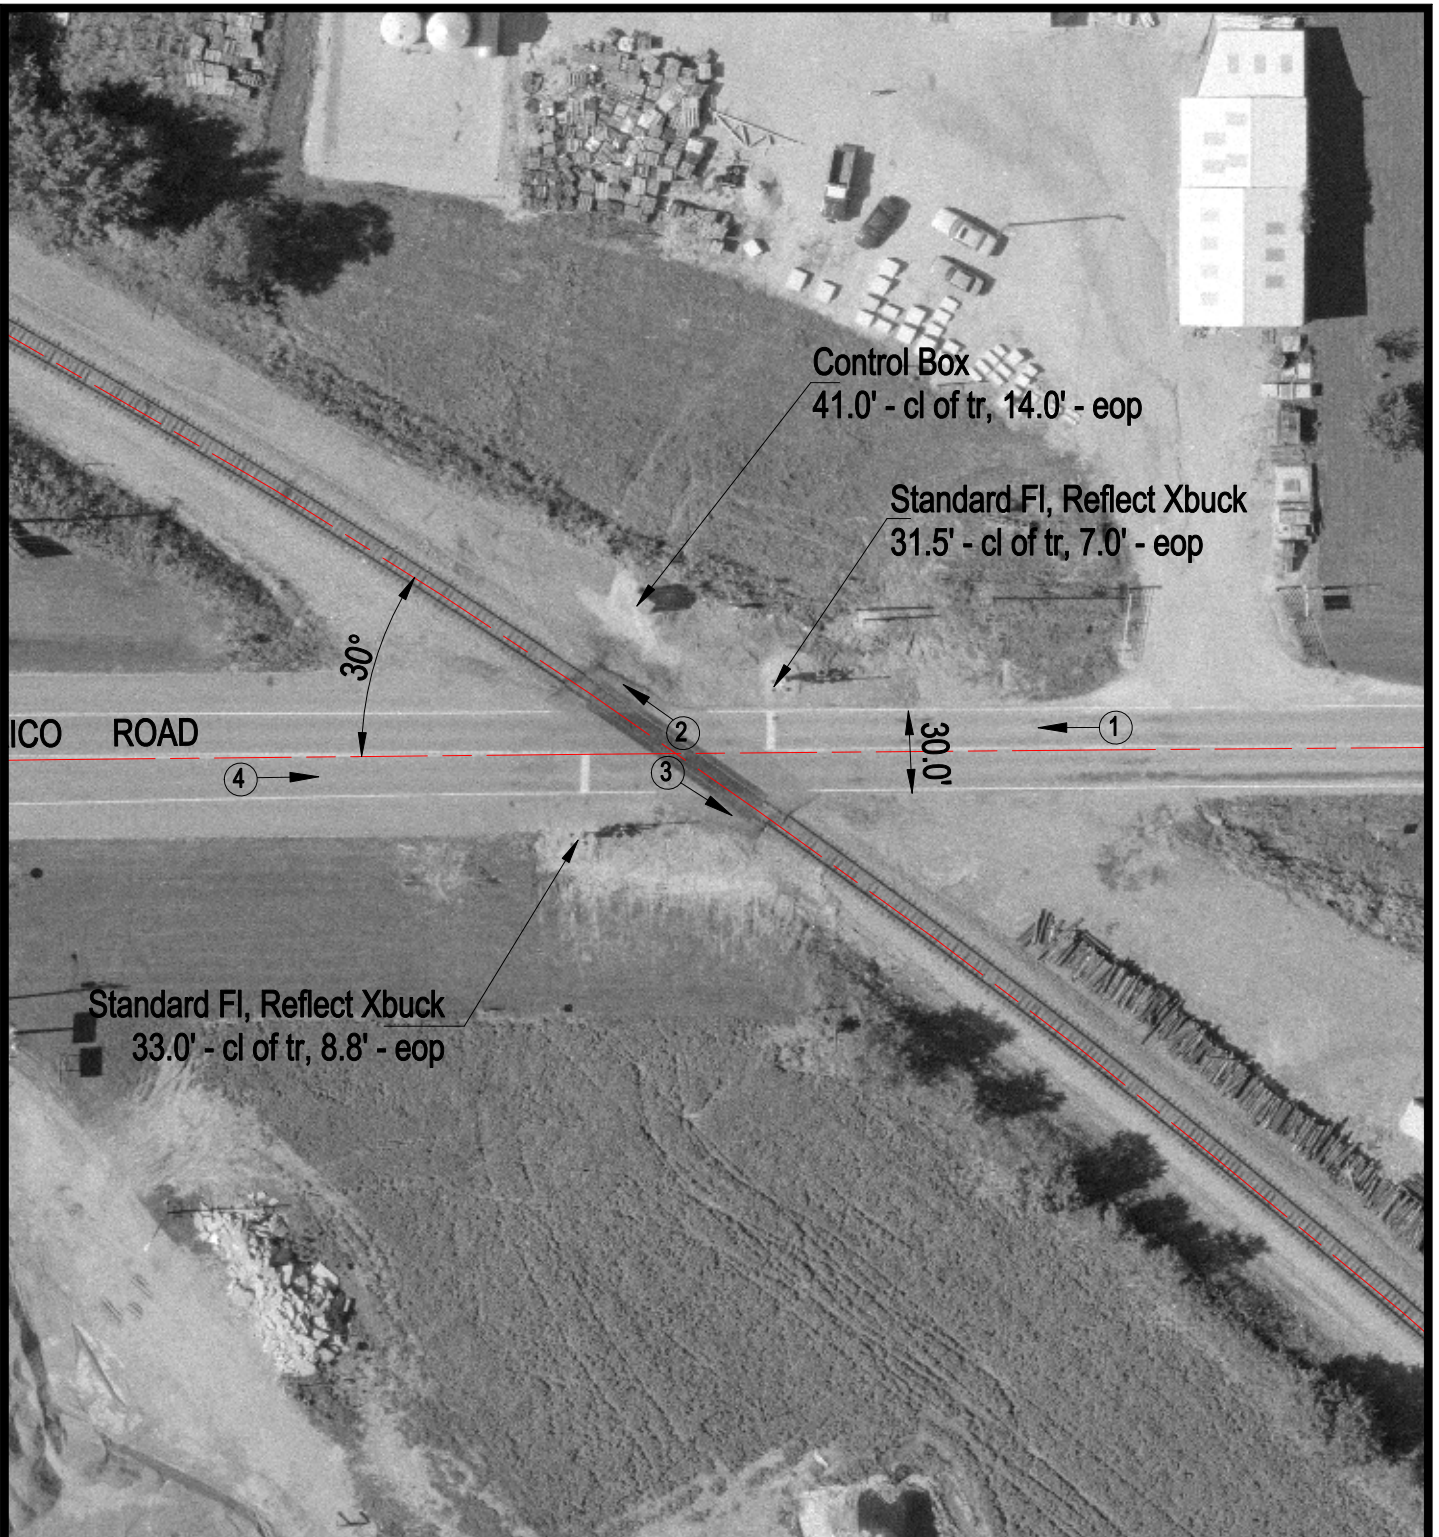 Control Box
41.0' - cl of tr, 14.0' - eop
Standard Fl, Reflect Xbuck
31.5' - cl of tr, 7.0' - eop
30°
ICO ROAD
2
1
30.0'
3
4
Standard Fl, Reflect Xbuck
33.0' - cl of tr, 8.8' - eop